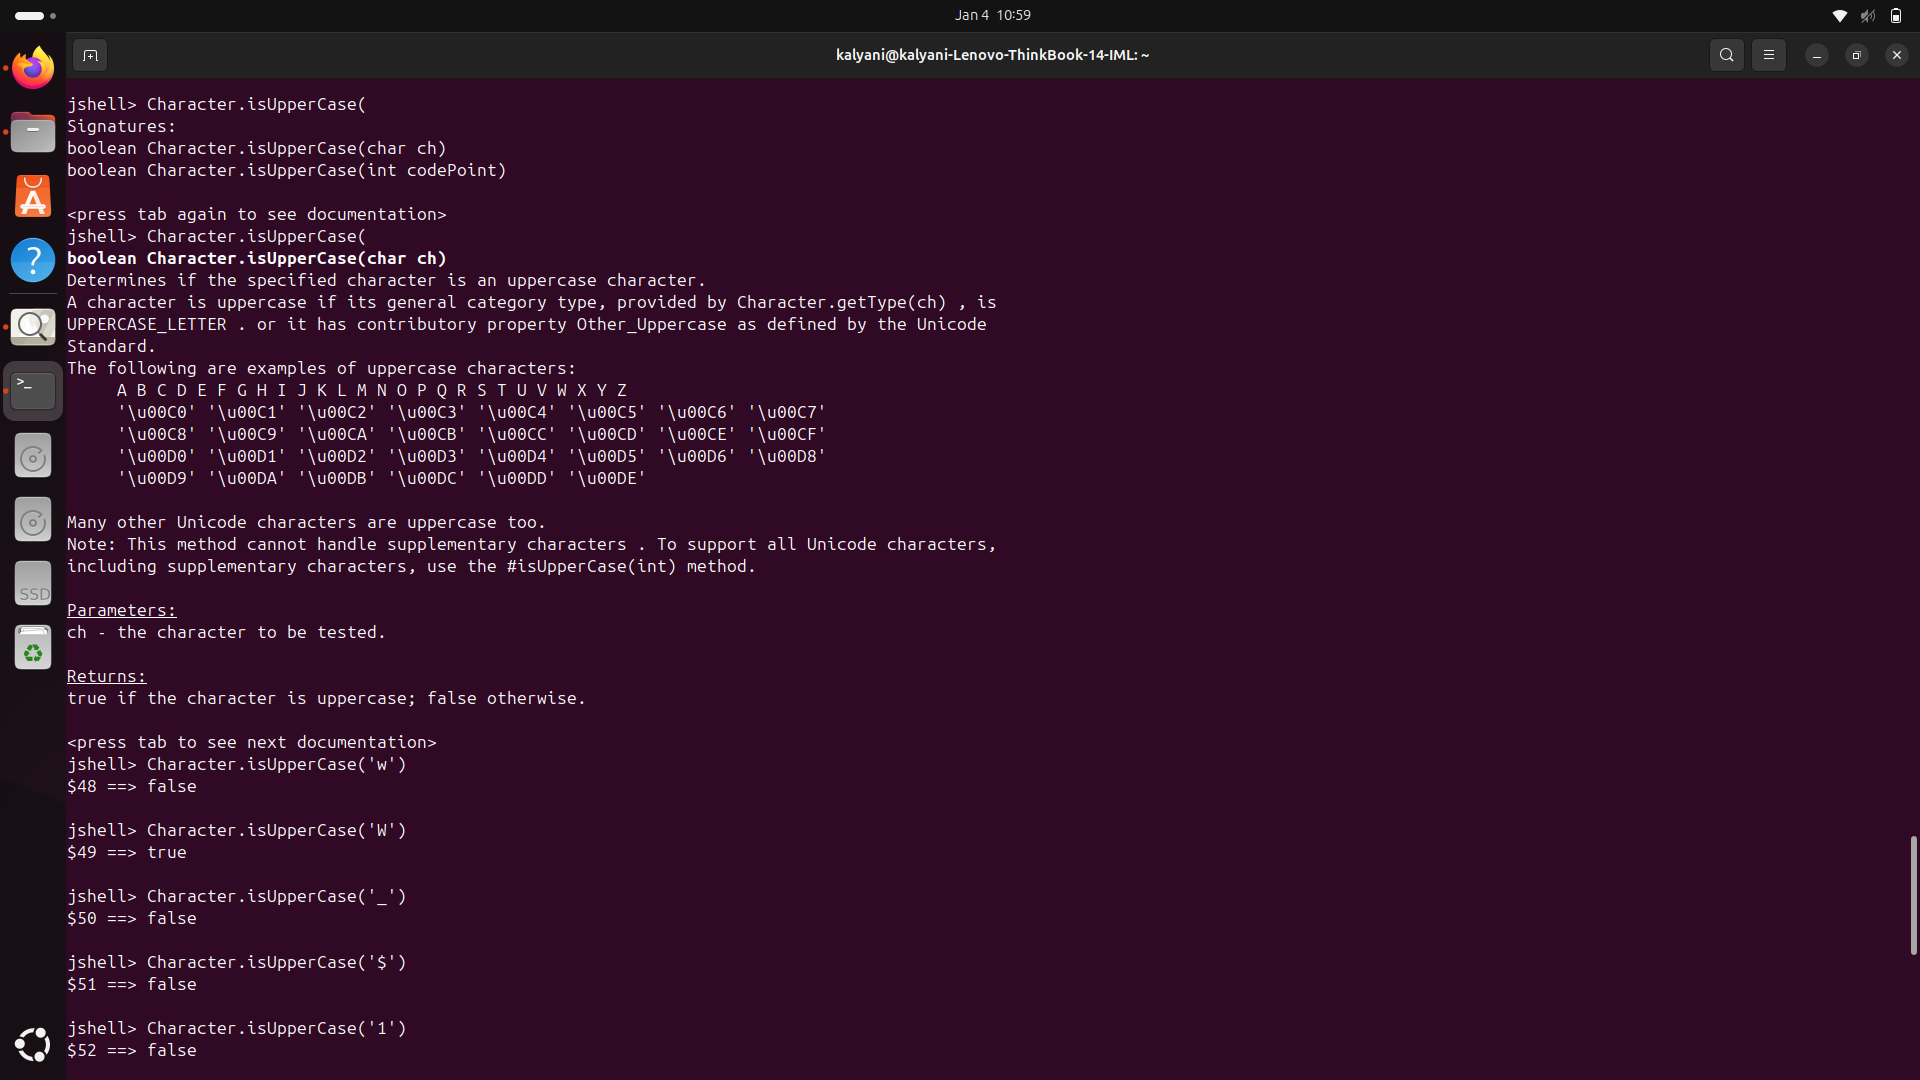 Jan 4 10:59
kalyani@kalyani-Lenovo-ThinkBook-14-IML: ~
jshell> Character.isUpperCase(
Signatures:
boolean Character.isUpperCase(char ch)
boolean Character.isUpperCase(int codePoint)
<press tab again to see documentation>
jshell> Character.isUpperCase(
boolean Character.isUpperCase(char ch)
Determines if the specified character is an uppercase character.
A character is uppercase if its general category type, provided by Character.getType(ch) , is
UPPERCASE_LETTER . or it has contributory property Other_Uppercase as defined by the Unicode
Standard.
The following are examples of uppercase characters:
A B C D E F G H I J K L M N O P Q R S T U V W X Y Z
'\u00C0' '\u00C1' '\u00C2' '\u00C3' '\u00C4' '\u00C5' '\u00C6' '\u00C7'
'\u00C8' '\u00C9' '\u00CA' '\u00CB' '\u00CC' '\u00CD' '\u00CE' '\u00CF'
'\u00D0' '\u00D1' '\u00D2' '\u00D3' '\u00D4' '\u00D5' '\u00D6' '\u00D8'
'\u00D9' '\u00DA' '\u00DB' '\u00DC' '\u00DD' '\u00DE'
Many other Unicode characters are uppercase too.
Note: This method cannot handle supplementary characters . To support all Unicode characters,
including supplementary characters, use the #isUpperCase(int) method.
Parameters:
ch - the character to be tested.
Returns:
true if the character is uppercase; false otherwise.
<press tab to see next documentation>
jshell> Character.isUpperCase('w')
$48 ==> false
jshell> Character.isUpperCase('W')
$49 ==> true
jshell> Character.isUpperCase('_')
$50 ==> false
jshell> Character.isUpperCase('$')
$51 ==> false
jshell> Character.isUpperCase('1')
$52 ==> false
SSD